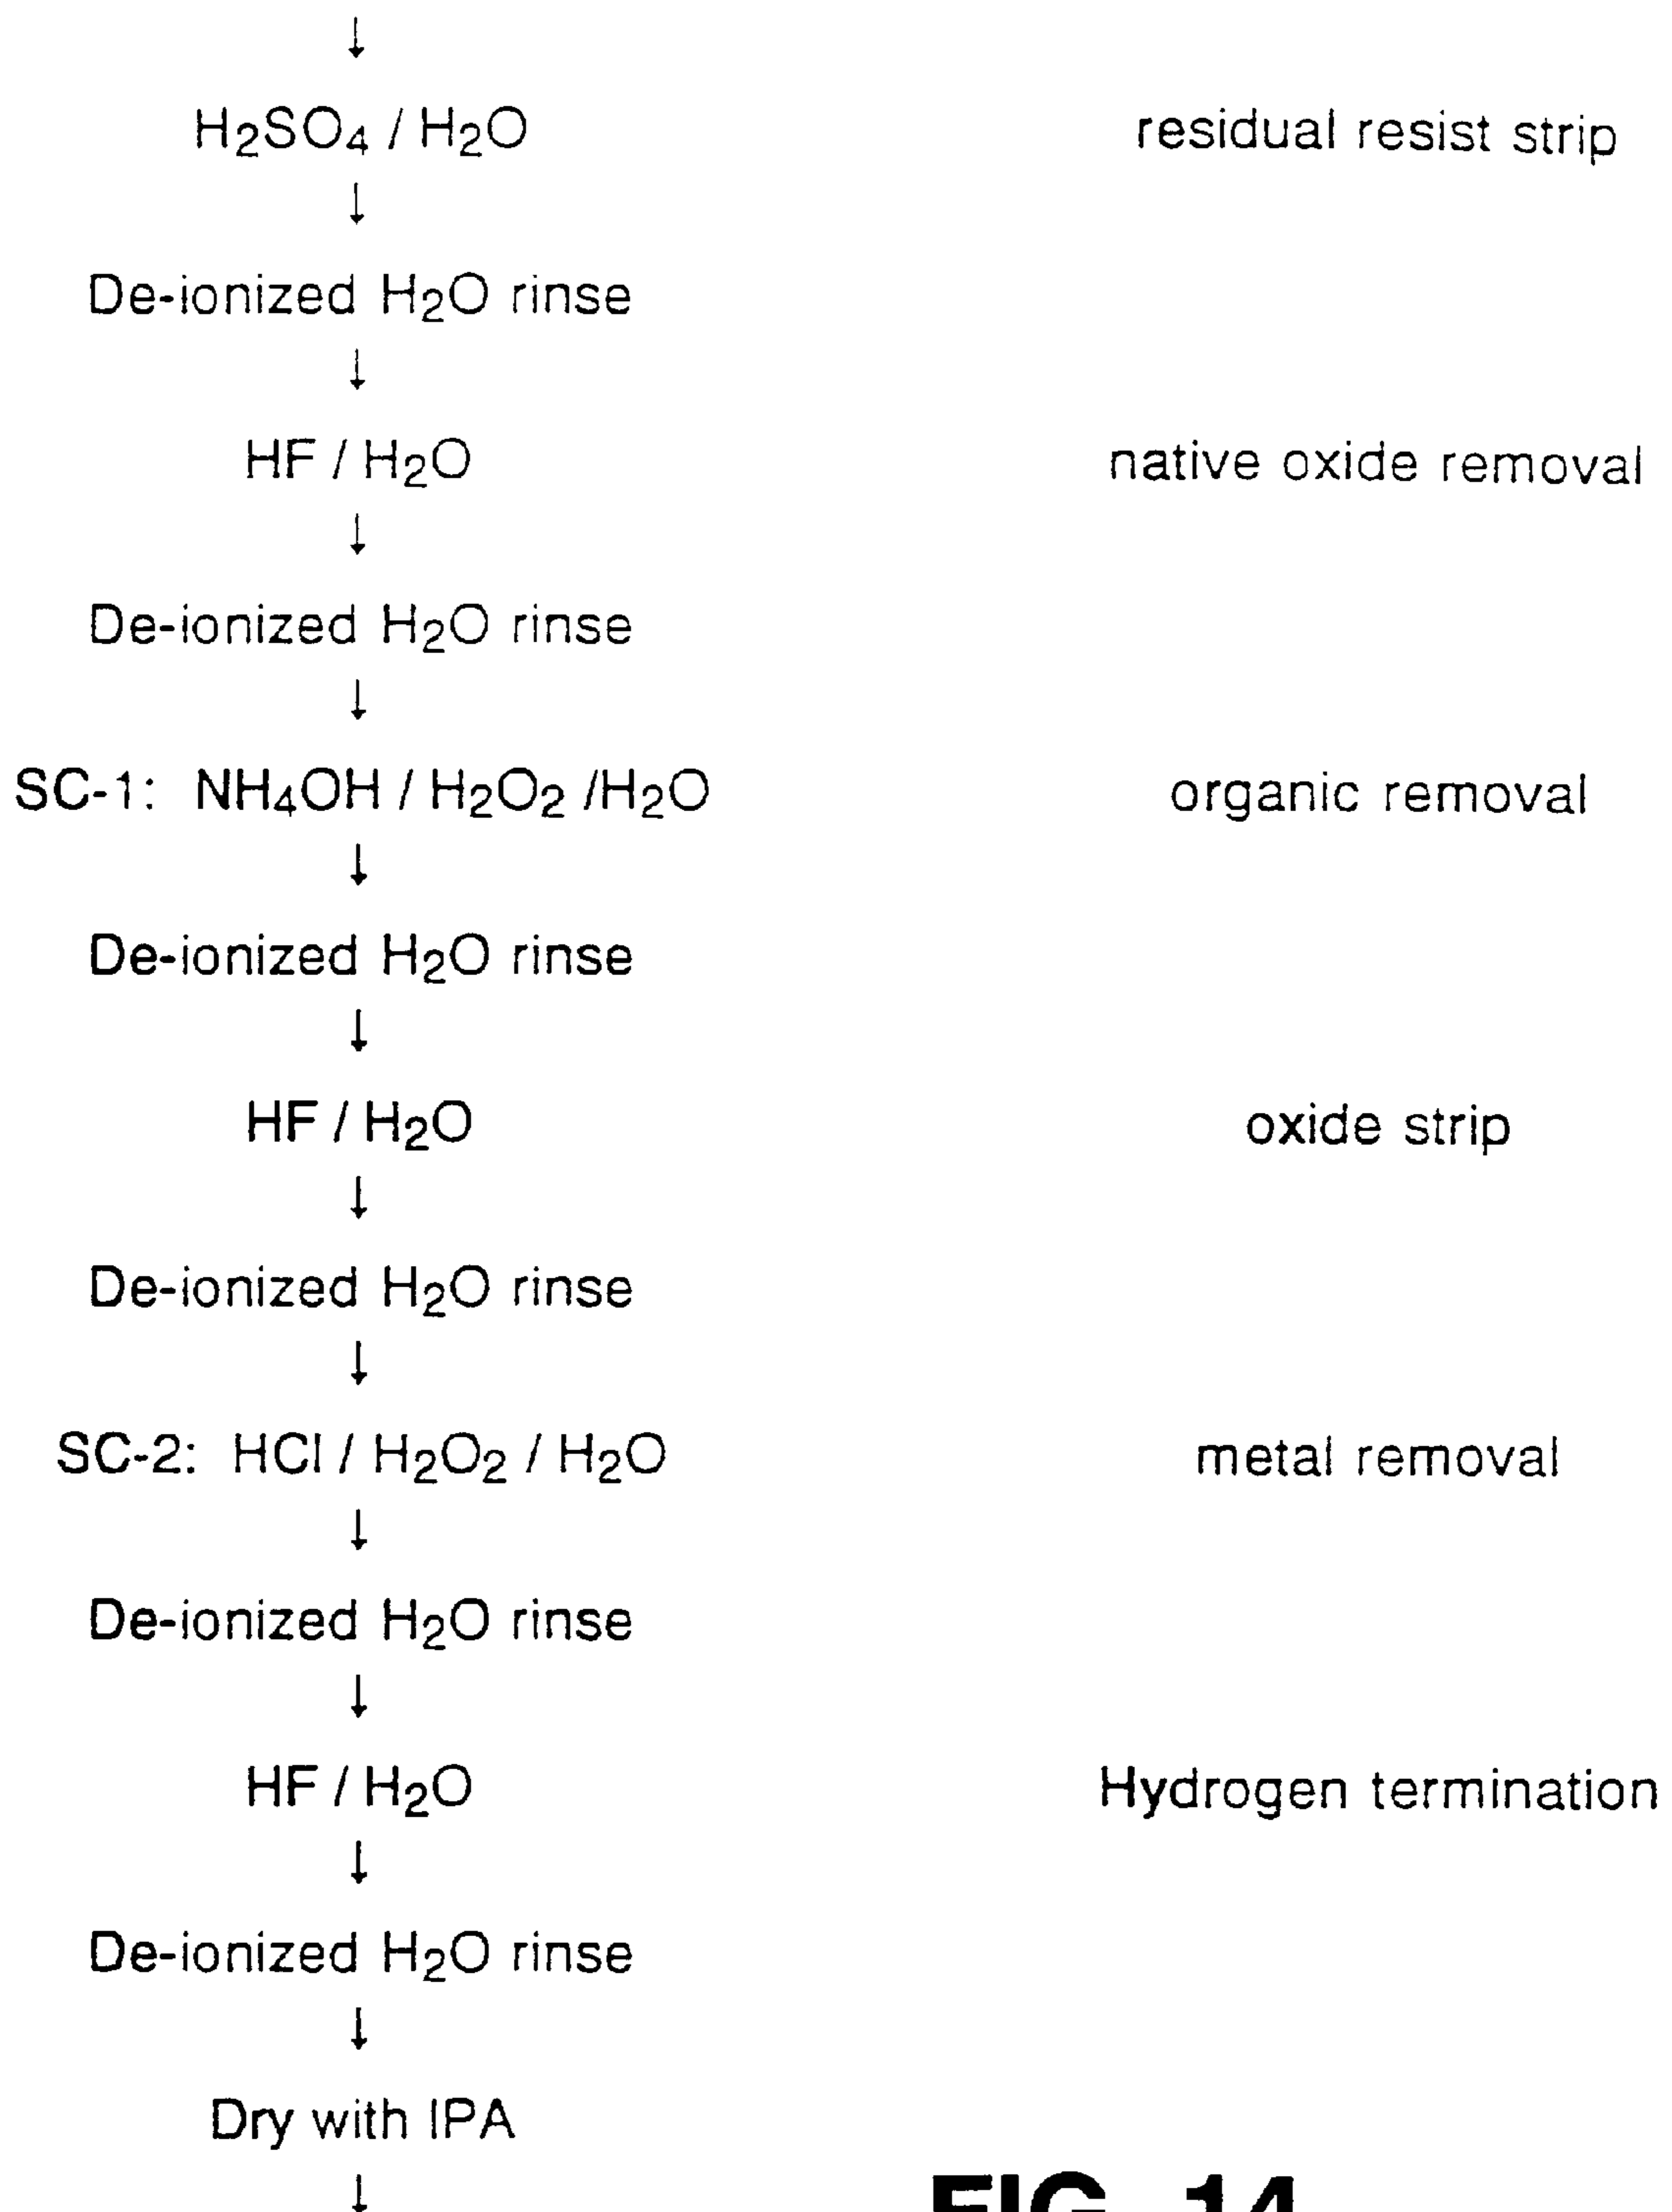 H₂SO₄ / H₂O residual resist strip
De-ionized H₂O rinse
HF / H₂O native oxide removal
De-ionized H₂O rinse
SC-1: NH₄OH / H₂O₂ /H₂O organic removal
De-ionized H₂O rinse
HF / H₂O oxide strip
De-ionized H₂O rinse
SC-2: HCl / H₂O₂ / H₂O metal removal
De-ionized H₂O rinse
HF / H₂O Hydrogen termination
De-ionized H₂O rinse
Dry with IPA
FIG. 14